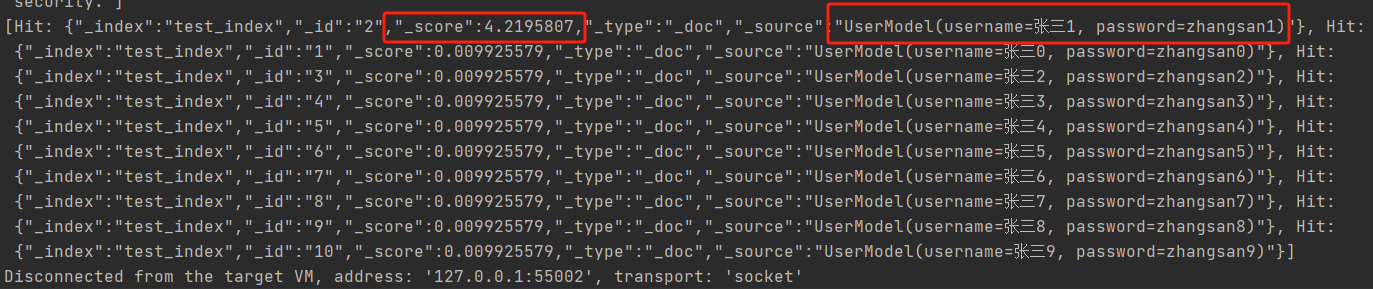 security. ]
[Hit: {"_index":"test_index","_id":"2","_score":4.2195807,"_type":"_doc","_source":"UserModel(username=张三1, password=zhangsan1)"}, Hit:
{"_index":"test_index","_id":"1","_score":0.009925579,"_type":"_doc","_source":"UserModel(username=张三0, password=zhangsan0)"}, Hit:
{"_index":"test_index","_id":"3","_score":0.009925579,"_type":"_doc","_source":"UserModel(username=张三2, password=zhangsan2)"}, Hit:
{"_index":"test_index","_id":"4","_score":0.009925579,"_type":"_doc","_source":"UserModel(username=张三3, password=zhangsan3)"}, Hit:
{"_index":"test_index","_id":"5","_score":0.009925579,"_type":"_doc","_source":"UserModel(username=张三4, password=zhangsan4)"}, Hit:
{"_index":"test_index","_id":"6","_score":0.009925579,"_type":"_doc","_source":"UserModel(username=张三5, password=zhangsan5)"}, Hit:
{"_index":"test_index","_id":"7","_score":0.009925579,"_type":"_doc","_source":"UserModel(username=张三6, password=zhangsan6)"}, Hit:
{"_index":"test_index","_id":"8","_score":0.009925579,"_type":"_doc","_source":"UserModel(username=张三7, password=zhangsan7)"}, Hit:
{"_index":"test_index","_id":"9","_score":0.009925579,"_type":"_doc","_source":"UserModel(username=张三8, password=zhangsan8)"}, Hit:
{"_index":"test_index","_id":"10","_score":0.009925579,"_type":"_doc","_source":"UserModel(username=张三9, password=zhangsan9)"}]
Disconnected from the target VM, address: '127.0.0.1:55002', transport: 'socket'